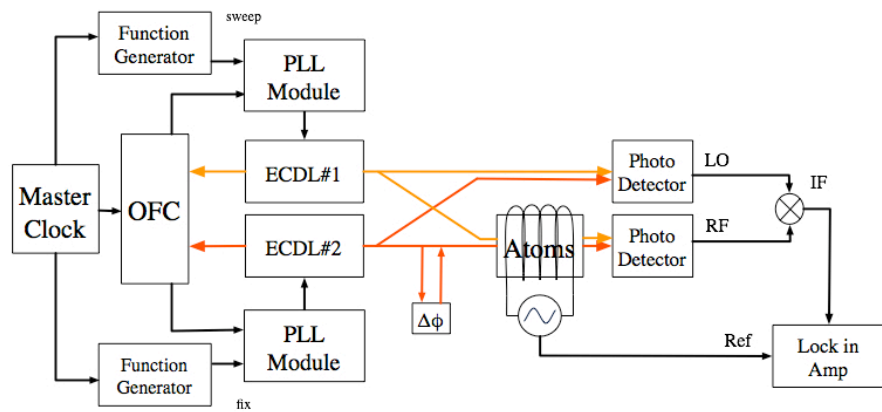 sweep
Function
Generator
PLL
Module
Master
Clock
OFC
ECDL#1
ECDL#2
Δϕ
PLL
Module
Function
Generator
fix
Atoms
Photo
Detector
LO
Photo
Detector
RF
IF
Ref
Lock in
Amp